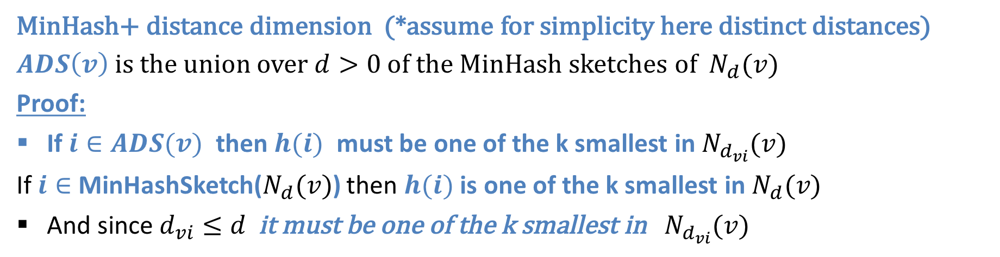 MinHash+ distance dimension (*assume for simplicity here distinct distances)
ADS(v) is the union over d > 0 of the MinHash sketches of N_d(v)
Proof:
▪ If i ∈ ADS(v) then h(i) must be one of the k smallest in N_{d_{vi}}(v)
If i ∈ MinHashSketch(N_d(v)) then h(i) is one of the k smallest in N_d(v)
▪ And since d_{vi} ≤ d it must be one of the k smallest in N_{d_{vi}}(v)